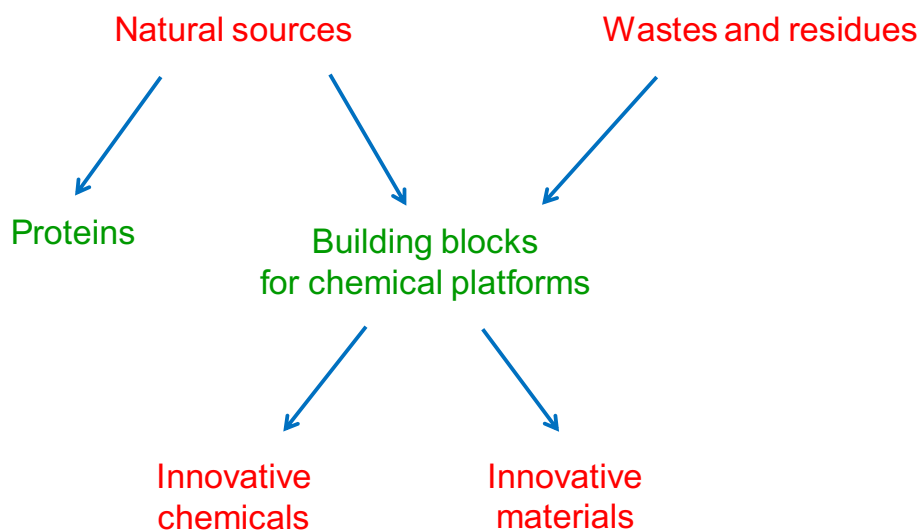 Natural sources
Wastes and residues
Proteins
Building blocks
for chemical platforms
Innovative
chemicals
Innovative
materials